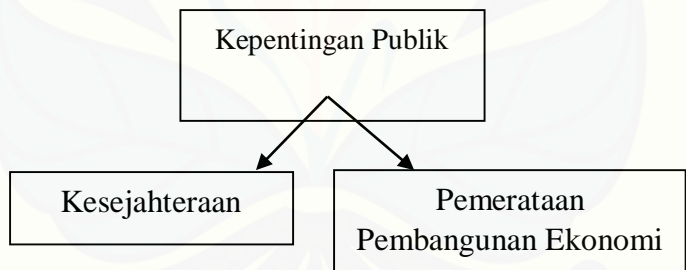 Kepentingan Publik
Kesejahteraan
Pemerataan
Pembangunan Ekonomi